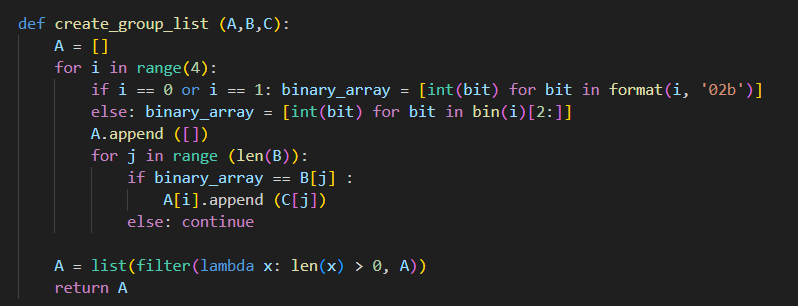 def create_group_list (A,B,C):
    A = []
    for i in range(4):
        if i == 0 or i == 1: binary_array = [int(bit) for bit in format(i, '02b')]
        else: binary_array = [int(bit) for bit in bin(i)[2:]]
        A.append ([])
        for j in range (len(B)):
            if binary_array == B[j] :
                A[i].append (C[j])
            else: continue
    A = list(filter(lambda x: len(x) > 0, A))
    return A